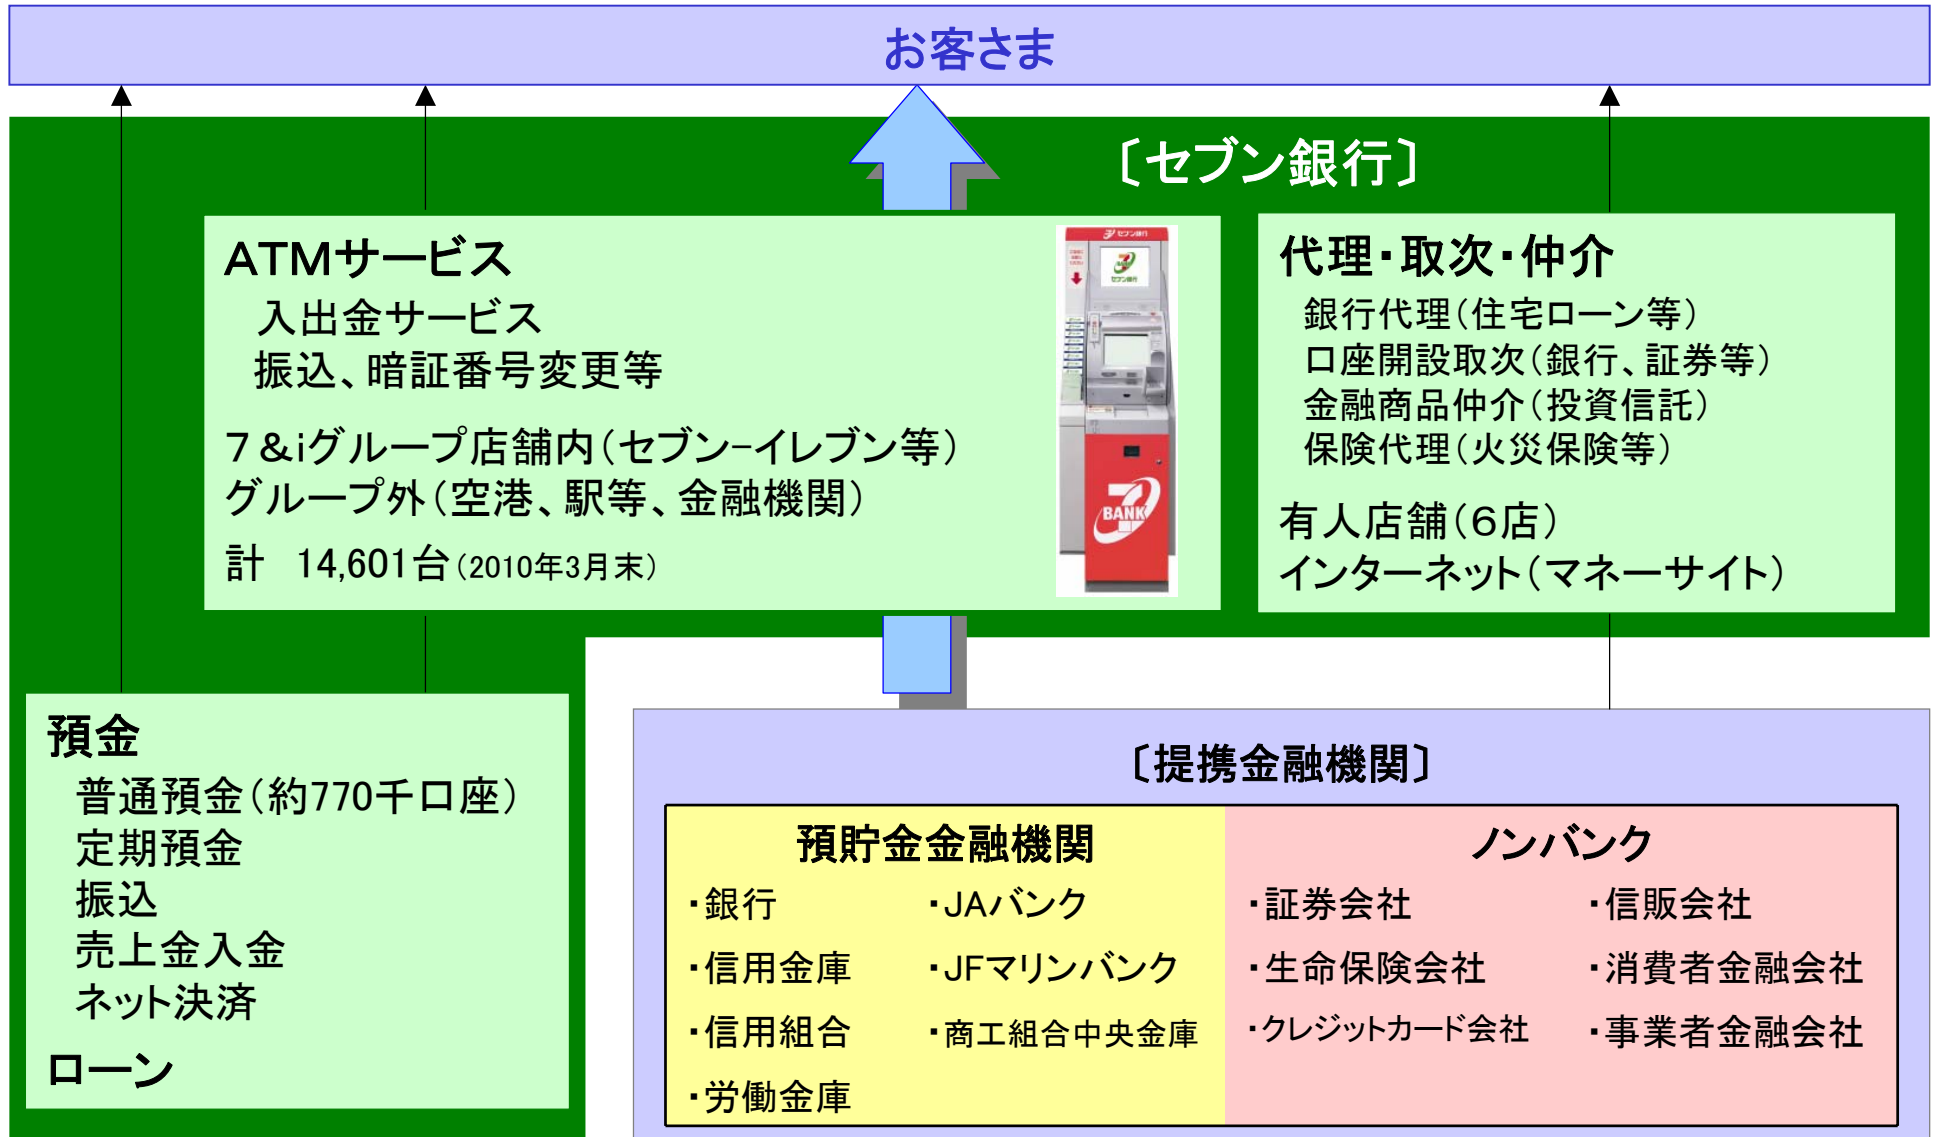 お客さま
〔セブン銀行〕
ATMサービス
入出金サービス
振込、暗証番号変更等
7&iグループ店舗内(セブン-イレブン等)
グループ外(空港、駅等、金融機関)
計 14,601台(2010年3月末)
セブン銀行
セブン銀行
BANK
代理・取次・仲介
銀行代理(住宅ローン等)
口座開設取次(銀行、証券等)
金融商品仲介(投資信託)
保険代理(火災保険等)
有人店舗(6店)
インターネット(マネーサイト)
預金
普通預金(約770千口座)
定期預金
振込
売上金入金
ネット決済
ローン
〔提携金融機関〕
預貯金金融機関
・銀行
・信用金庫
・信用組合
・労働金庫
・JAバンク
・JFマリンバンク
・商工組合中央金庫
ノンバンク
・証券会社
・生命保険会社
・クレジットカード会社
・信販会社
・消費者金融会社
・事業者金融会社